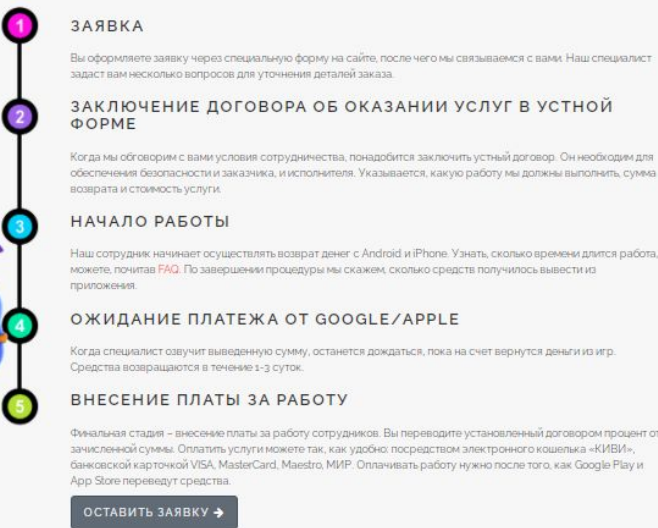 1
ЗАЯВКА
Вы оформляете заявку через специальную форму на сайте, после чего мы связываемся с вами. Наш специалист
задаст вам несколько вопросов для уточнения деталей заказа.
2
ЗАКЛЮЧЕНИЕ ДОГОВОРА ОБ ОКАЗАНИИ УСЛУГ В УСТНОЙ
ФОРМЕ
Когда мы обговорим с вами условия сотрудничества, понадобится заключить устный договор. Он необходим для
обеспечения безопасности и заказчика, и исполнителя. Указывается, какую работу мы должны выполнить, сумма
возврата и стоимость услуги.
3
НАЧАЛО РАБОТЫ
Наш сотрудник начинает осуществлять возврат денег с Android и iPhone. Узнать, сколько времени длится работа,
можете, почитав FAQ. По завершении процедуры мы скажем, сколько средств получилось вывести из
приложения.
4
ОЖИДАНИЕ ПЛАТЕЖА ОТ GOOGLE/APPLE
Когда специалист озвучит выведенную сумму, останется дождаться, пока на счет вернутся деньги из игр.
Средства возвращаются в течение 1-3 суток.
5
ВНЕСЕНИЕ ПЛАТЫ ЗА РАБОТУ
Финальная стадия – внесение платы за работу сотрудников. Вы переводите установленный договором процент от
зачисленной суммы. Оплатить услуги можете так, как удобно: посредством электронного кошелька «КИВИ»,
банковской карточкой VISA, MasterCard, Maestro, МИР. Оплачивать работу нужно после того, как Google Play и
App Store переведут средства.
ОСТАВИТЬ ЗАЯВКУ →